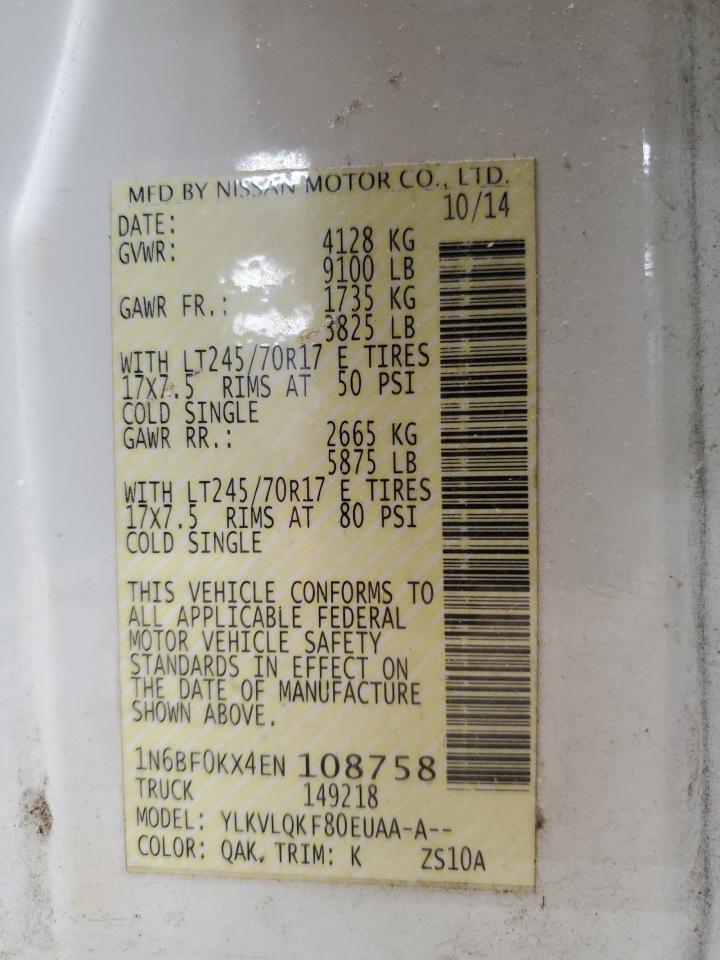 MFD BY NISSAN MOTOR CO., LTD.
DATE: 10/14
GVWR: 4128 KG
9100 LB
GAWR FR.: 1735 KG
3825 LB
WITH LT245/70R17 E TIRES
17X7.5 RIMS AT 50 PSI
COLD SINGLE
GAWR RR.: 2665 KG
5875 LB
WITH LT245/70R17 E TIRES
17X7.5 RIMS AT 80 PSI
COLD SINGLE
THIS VEHICLE CONFORMS TO
ALL APPLICABLE FEDERAL
MOTOR VEHICLE SAFETY
STANDARDS IN EFFECT ON
THE DATE OF MANUFACTURE
SHOWN ABOVE.
1N6BF0KX4EN 108758
TRUCK 149218
MODEL: YLKVLQKF80EUAA-A--
COLOR: QAK, TRIM: K ZS10A